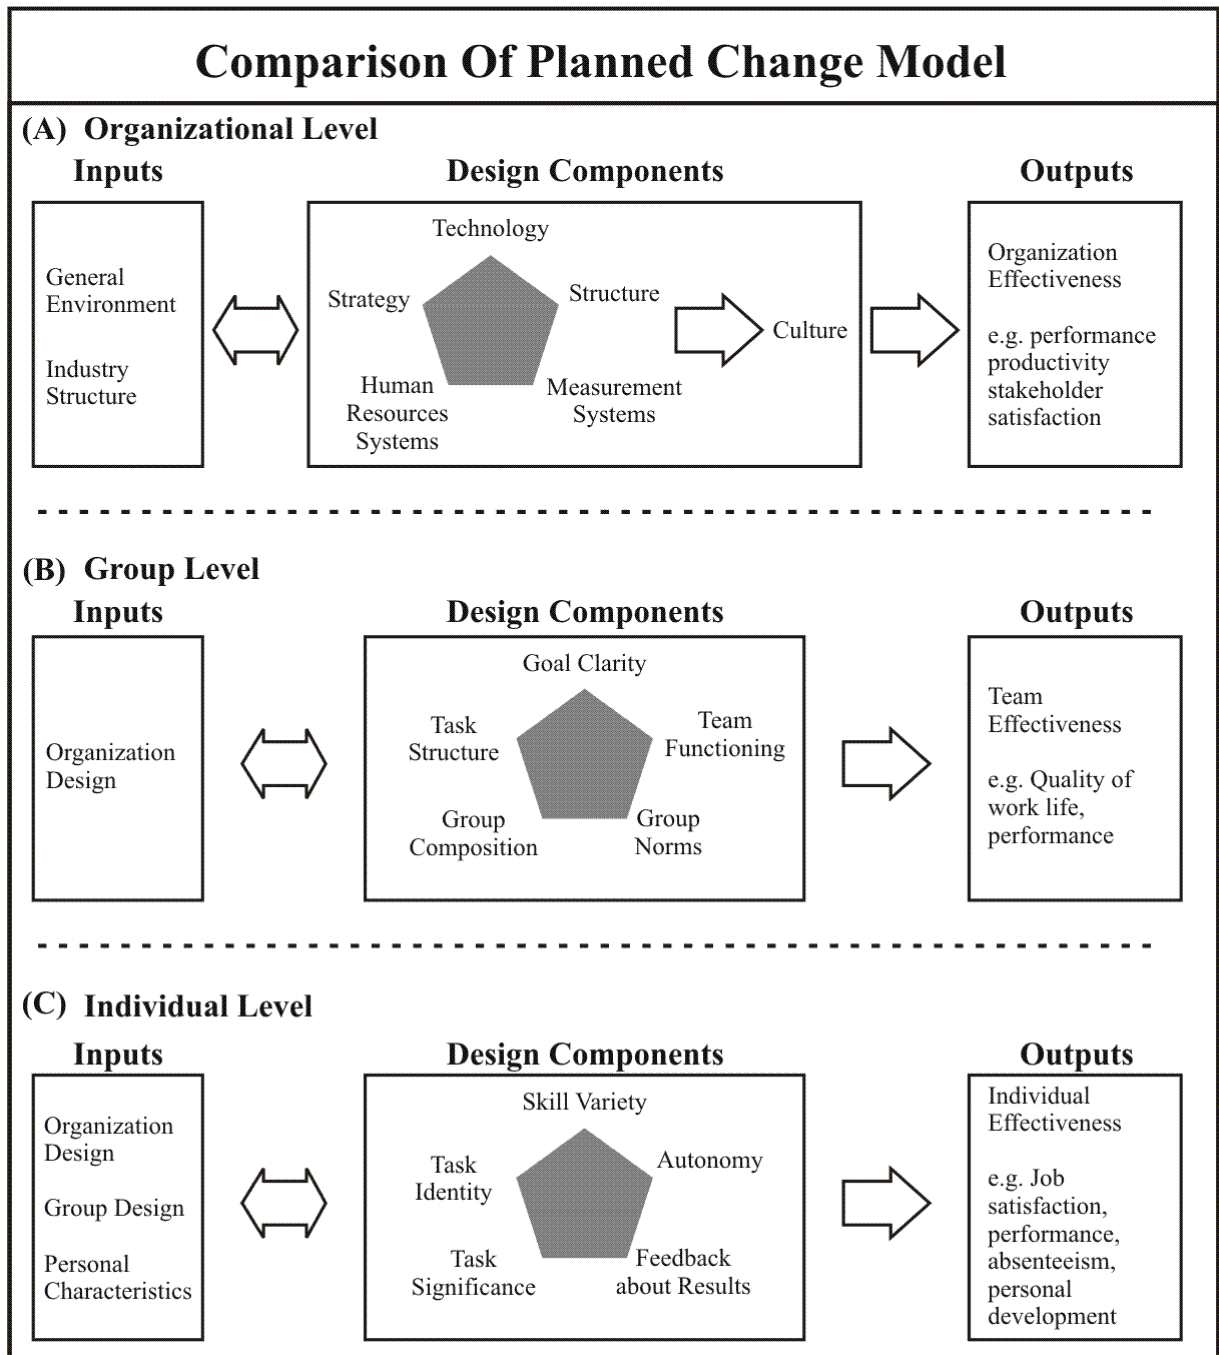 Comparison Of Planned Change Model
(A) Organizational Level
Inputs
Design Components
Outputs
General
Environment
Industry
Structure
Technology
Strategy
Structure
Human
Resources
Systems
Measurement
Systems
Culture
Organization
Effectiveness
e.g. performance
productivity
stakeholder
satisfaction
(B) Group Level
Inputs
Design Components
Outputs
Organization
Design
Goal Clarity
Task
Structure
Team
Functioning
Group
Composition
Group
Norms
Team
Effectiveness
e.g. Quality of
work life,
performance
(C) Individual Level
Inputs
Design Components
Outputs
Organization
Design
Group Design
Personal
Characteristics
Skill Variety
Task
Identity
Autonomy
Task
Significance
Feedback
about Results
Individual
Effectiveness
e.g. Job
satisfaction,
performance,
absenteeism,
personal
development